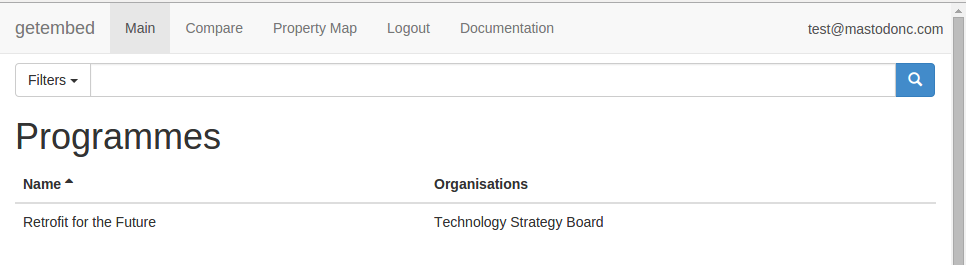 getembed Main Compare Property Map Logout Documentation test@mastodonc.com
Filters
Programmes
Name Organisations
Retrofit for the Future Technology Strategy Board